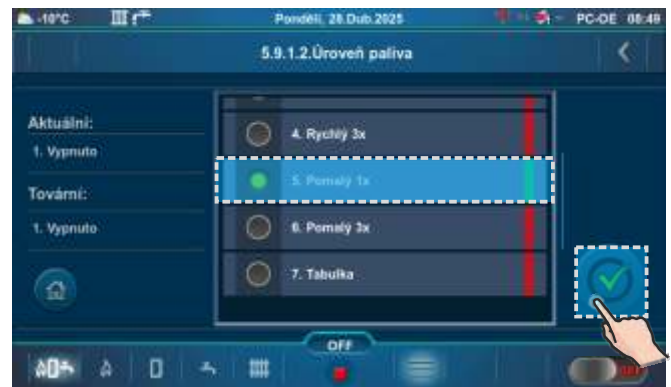 -10°C Pondělí, 28.Dub.2025 PC-OE 08:49
5.9.1.2.Úroveň paliva
Aktuální:
1. Vypnuto
Tovární:
1. Vypnuto
4. Rychlý 3x
5. Pomalý 1x
6. Pomalý 3x
7. Tabulka
OFF
OFF